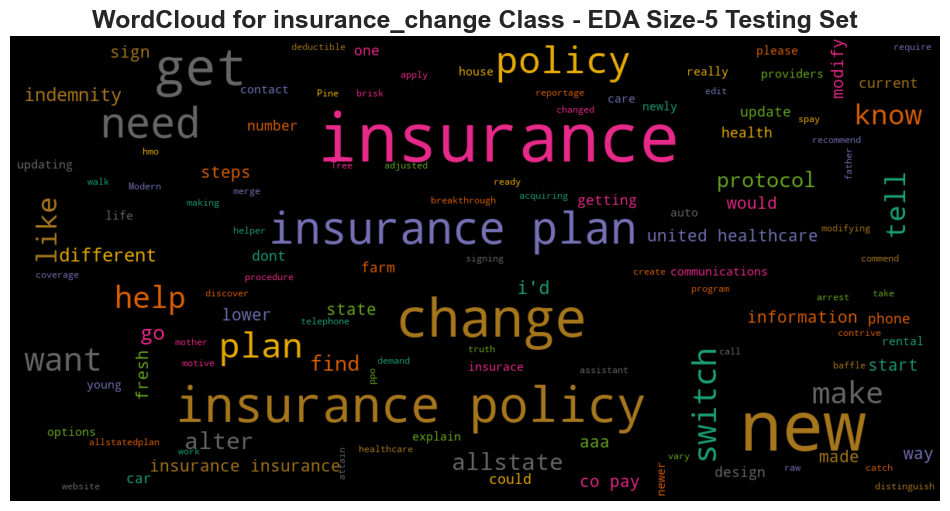 WordCloud for insurance_change Class - EDA Size-5 Testing Set
sign
deductible
one
policy
please
require
get
apply
house
really
providers
modify
current
indemnity
contact
Pine
brisk
reportage
care
edit
newly
changed
update
spay
know
need
number
insurance
health
recommend
hmo
updating
steps
free
adjusted
father
walk
Modern
merge
ready
protocol
tell
like
life
making
breakthrough
acquiring
getting
would
auto
helper
insurance plan
united healthcare
modifying
different
dont
farm
signing
commend
coverage
procedure
create
communications
help
discover
i'd
program
arrest
take
lower
state
change
information
phone
go
telephone
contrive
mother
plan
truth
call
rental
want
fresh
motive
find
demand
insurace
assistant
switch
baffle
start
young
ppo
make
insurance policy
new
options
allstatedplan
alter
explain
aaa
work
healthcare
way
insurance insurance
attain
allstate
vary
made
website
car
could
co pay
newer
design
raw
catch
distinguish